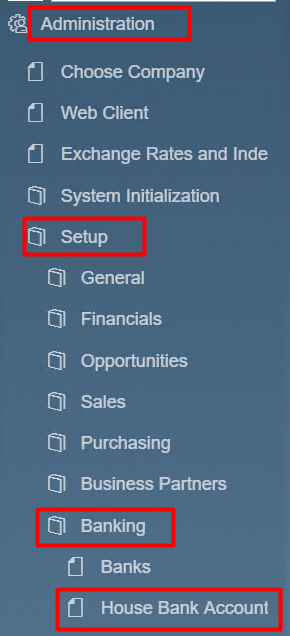 Administration
Choose Company
Web Client
Exchange Rates and Inde
System Initialization
Setup
General
Financials
Opportunities
Sales
Purchasing
Business Partners
Banking
Banks
House Bank Account